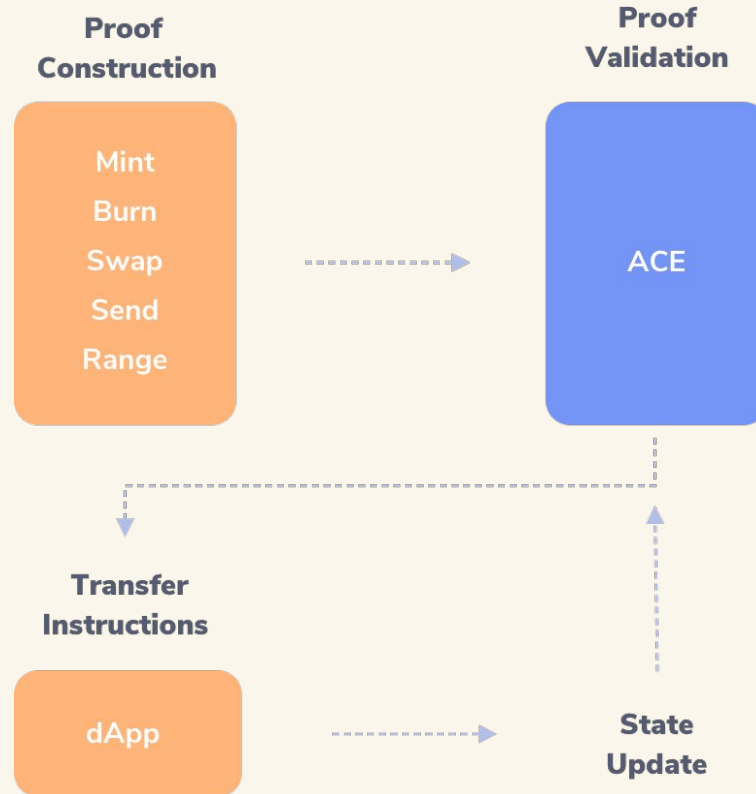 Proof
Construction
Proof
Validation
Mint
Burn
Swap
Send
Range
ACE
Transfer
Instructions
dApp
State
Update